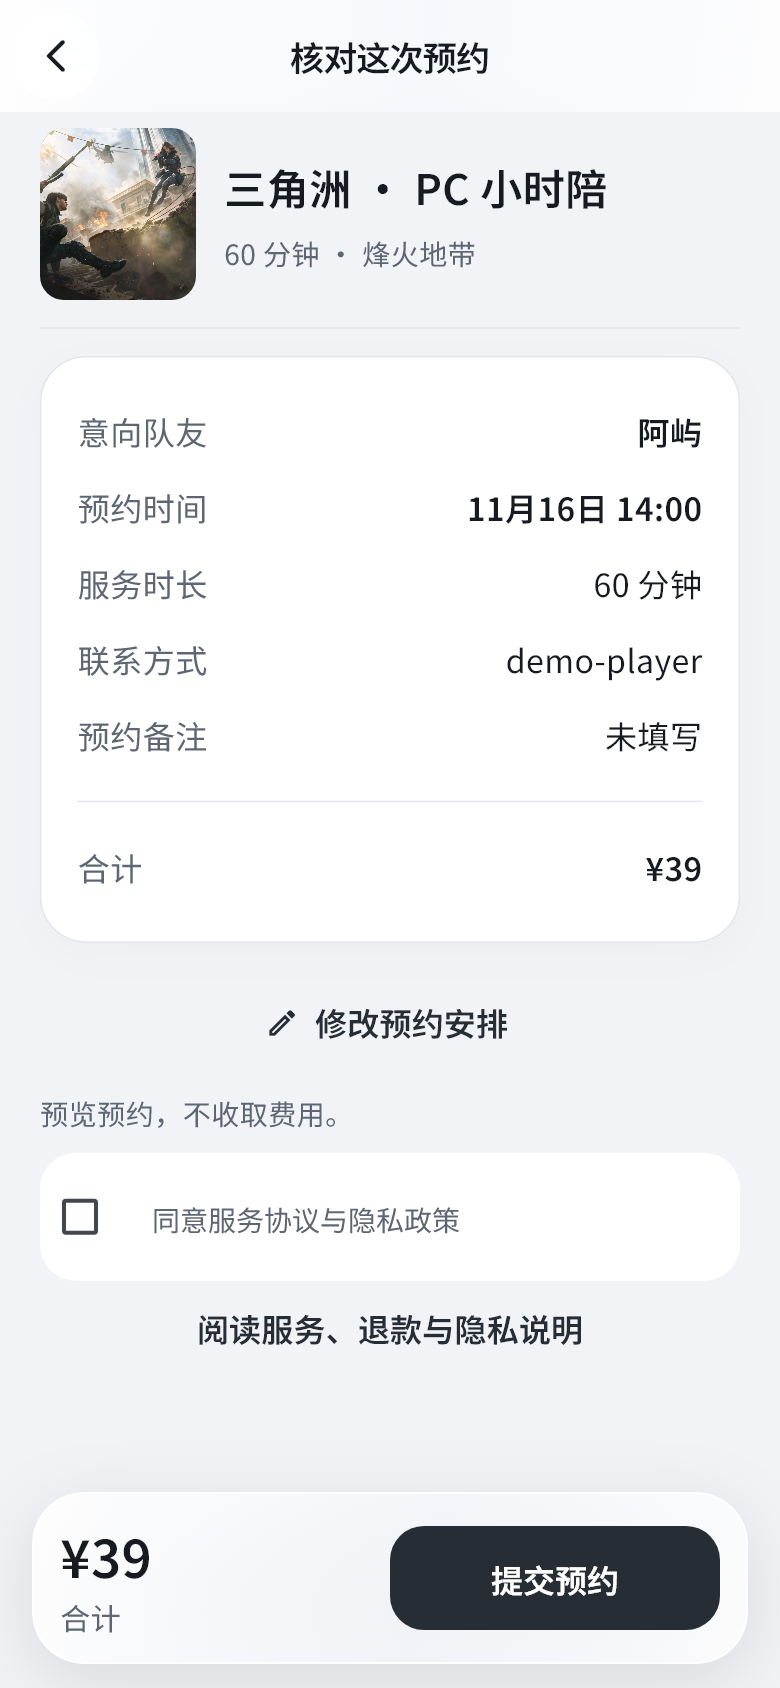 核对这次预约
三角洲 · PC 小时陪
60 分钟 · 烽火地带
意向队友 阿屿
预约时间 11月16日 14:00
服务时长 60 分钟
联系方式 demo-player
预约备注 未填写
合计 ¥39
修改预约安排
预览预约，不收取费用。
同意服务协议与隐私政策
阅读服务、退款与隐私说明
¥39
合计
提交预约